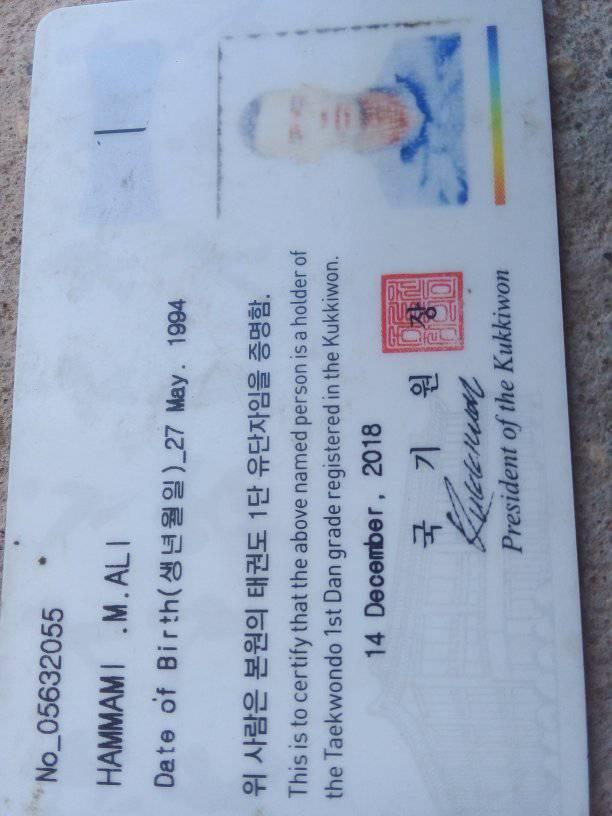 No_05632055
HAMMAMI .M.ALI
Date of Birth(생년월일)_27 May. 1994
위 사람은 본원의 태권도 1단 유단자임을 증명함.
This is to certify that the above named person is a holder of
the Taekwondo 1st Dan grade registered in the Kukkiwon.
14 December, 2018
국 기 원 장
President of the Kukkiwon